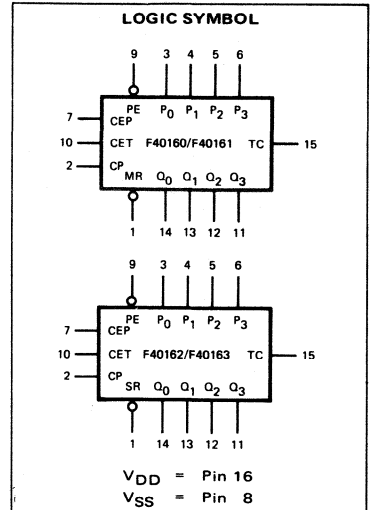 LOGIC SYMBOL
9 3 4 5 6
PE P0 P1 P2 P3
7 CEP
10 CET F40160/F40161 TC 15
2 CP
MR Q0 Q1 Q2 Q3
1 14 13 12 11
9 3 4 5 6
PE P0 P1 P2 P3
7 CEP
10 CET F40162/F40163 TC 15
2 CP
SR Q0 Q1 Q2 Q3
1 14 13 12 11
VDD = Pin 16
VSS = Pin 8